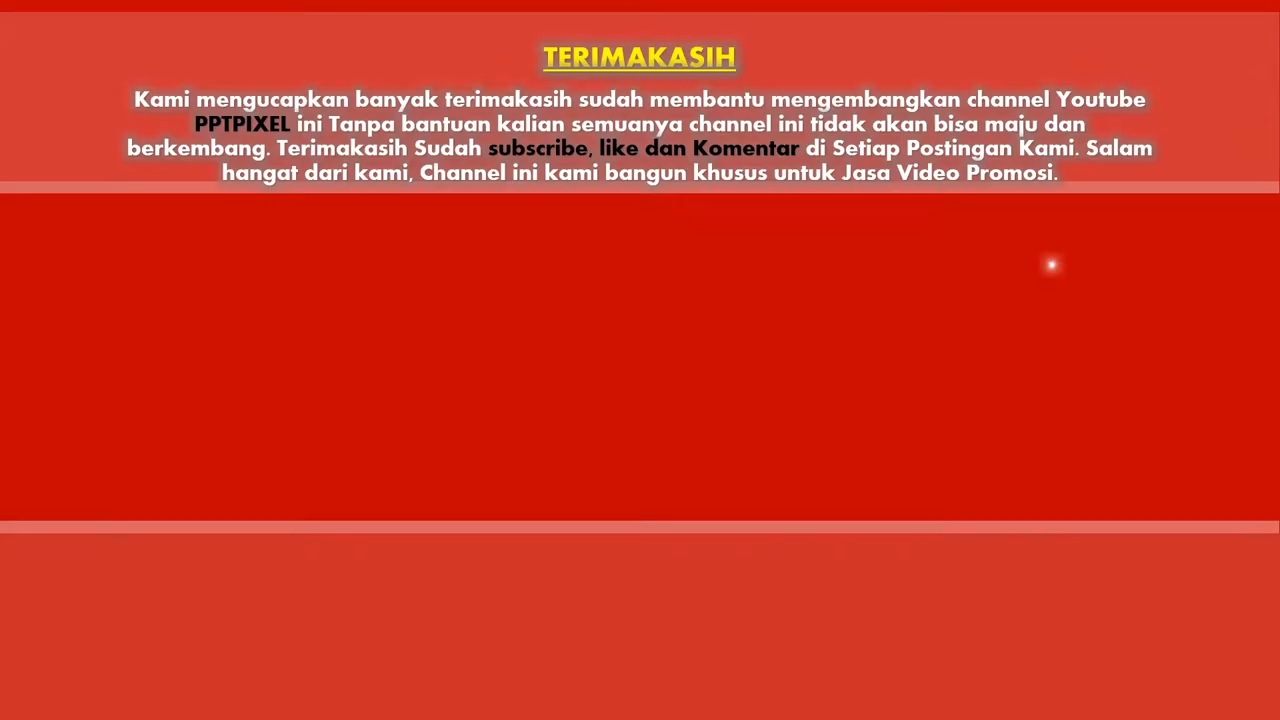 TERIMAKASIH
Kami mengucapkan banyak terimakasih sudah membantu mengembangkan channel Youtube
PPTPIXEL ini Tanpa bantuan kalian semuanya channel ini tidak akan bisa maju dan
berkembang. Terimakasih Sudah subscribe, like dan Komentar di Setiap Postingan Kami. Salam
hangat dari kami, Channel ini kami bangun khusus untuk Jasa Video Promosi.